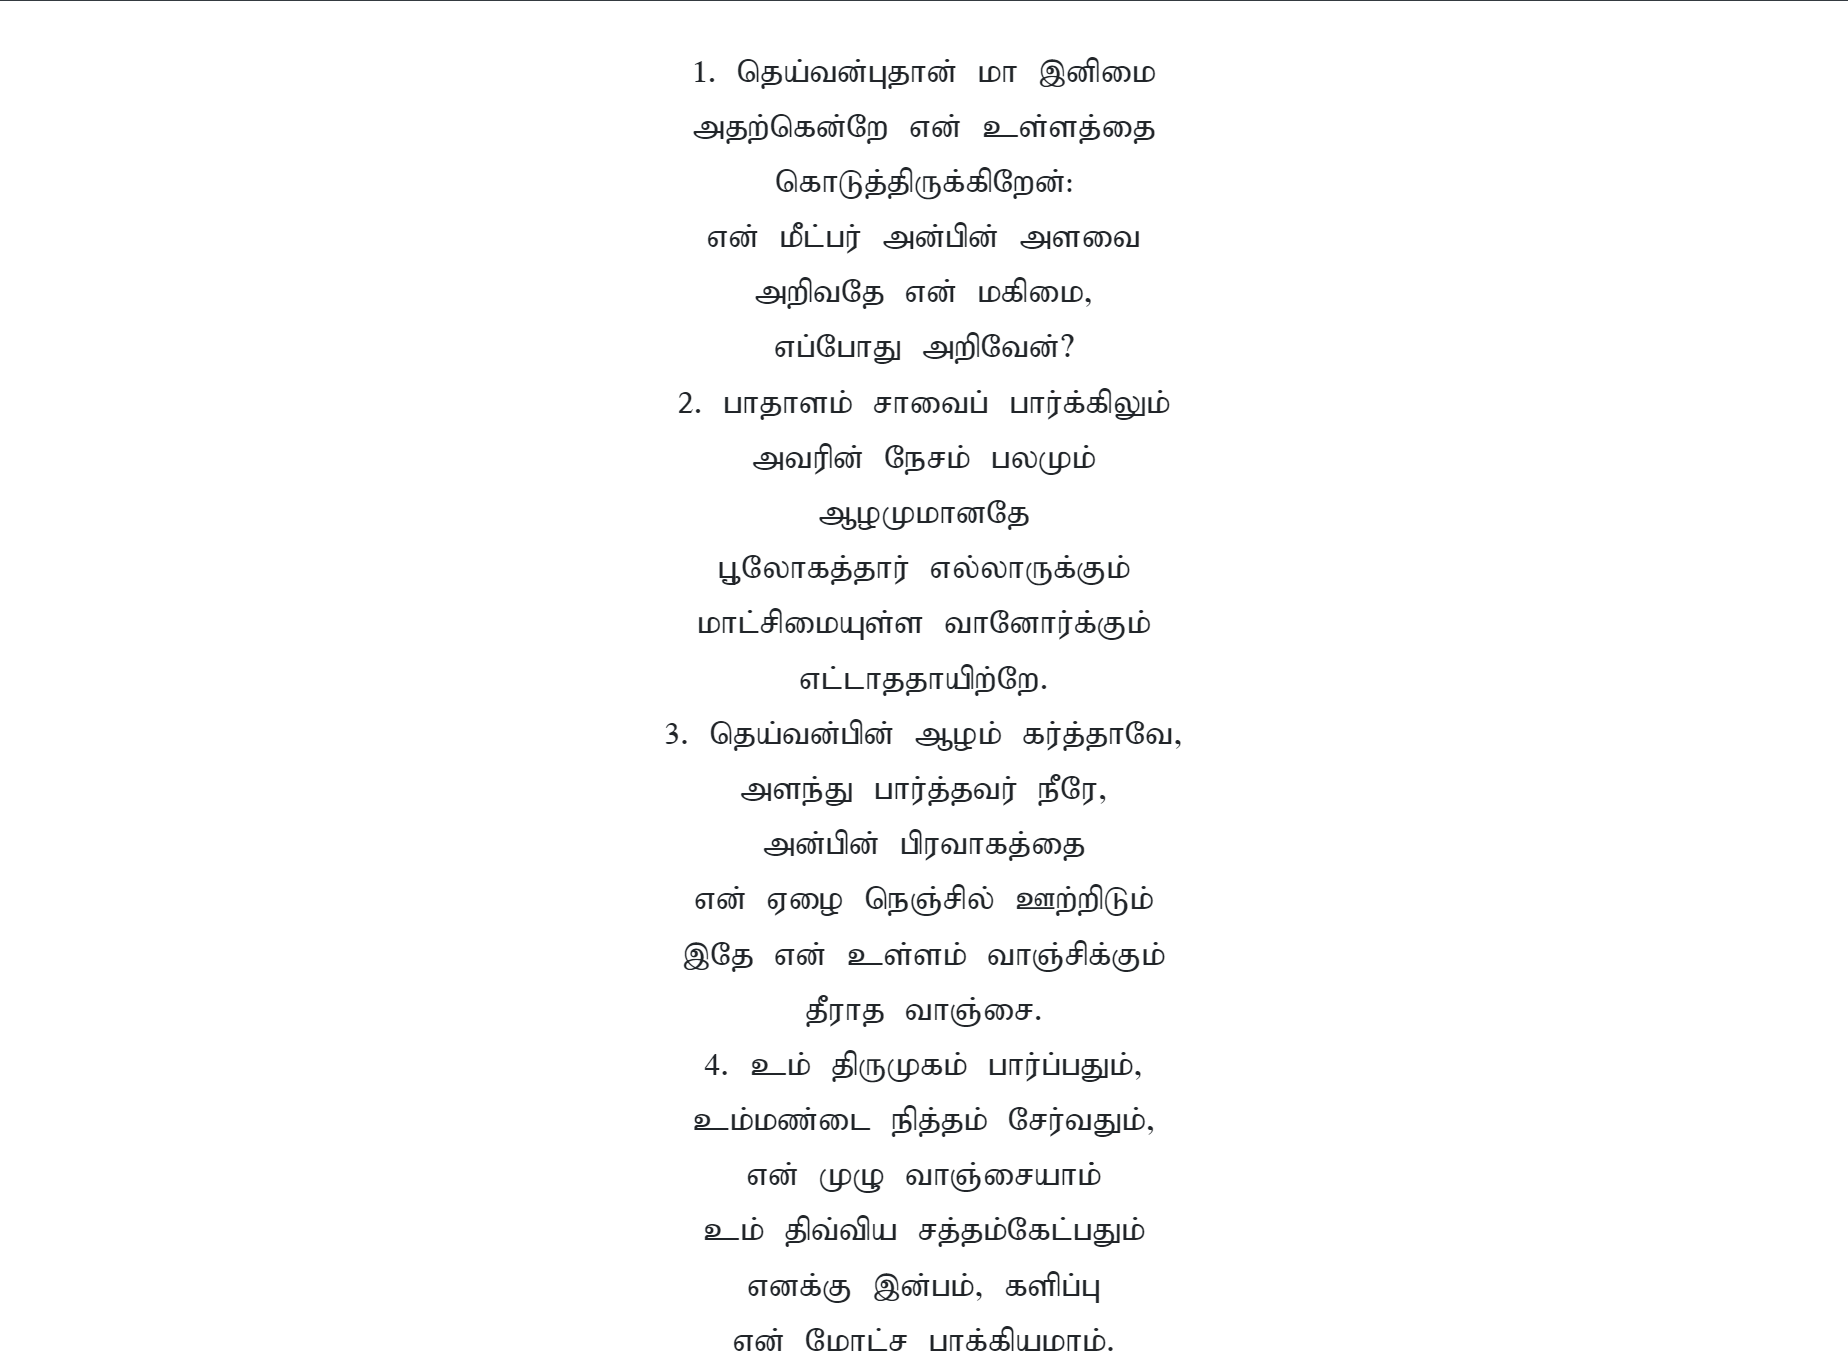 1. தெய்வன்புதான் மா இனிமை
அதற்கென்றே என் உள்ளத்தை
கொடுத்திருக்கிறேன்:
என் மீட்பர் அன்பின் அளவை
அறிவதே என் மகிமை,
எப்போது அறிவேன்?
2. பாதாளம் சாவைப் பார்க்கிலும்
அவரின் நேசம் பலமும்
ஆழமுமானதே
பூலோகத்தார் எல்லாருக்கும்
மாட்சிமையுள்ள வானோர்க்கும்
எட்டாததாயிற்றே.
3. தெய்வன்பின் ஆழம் கர்த்தாவே,
அளந்து பார்த்தவர் நீரே,
அன்பின் பிரவாகத்தை
என் ஏழை நெஞ்சில் ஊற்றிடும்
இதே என் உள்ளம் வாஞ்சிக்கும்
தீராத வாஞ்சை.
4. உம் திருமுகம் பார்ப்பதும்,
உம்மண்டை நித்தம் சேர்வதும்,
என் முழு வாஞ்சையாம்
உம் திவ்விய சத்தம்கேட்பதும்
எனக்கு இன்பம், களிப்பு
என் மோட்ச பாக்கியமாம்.